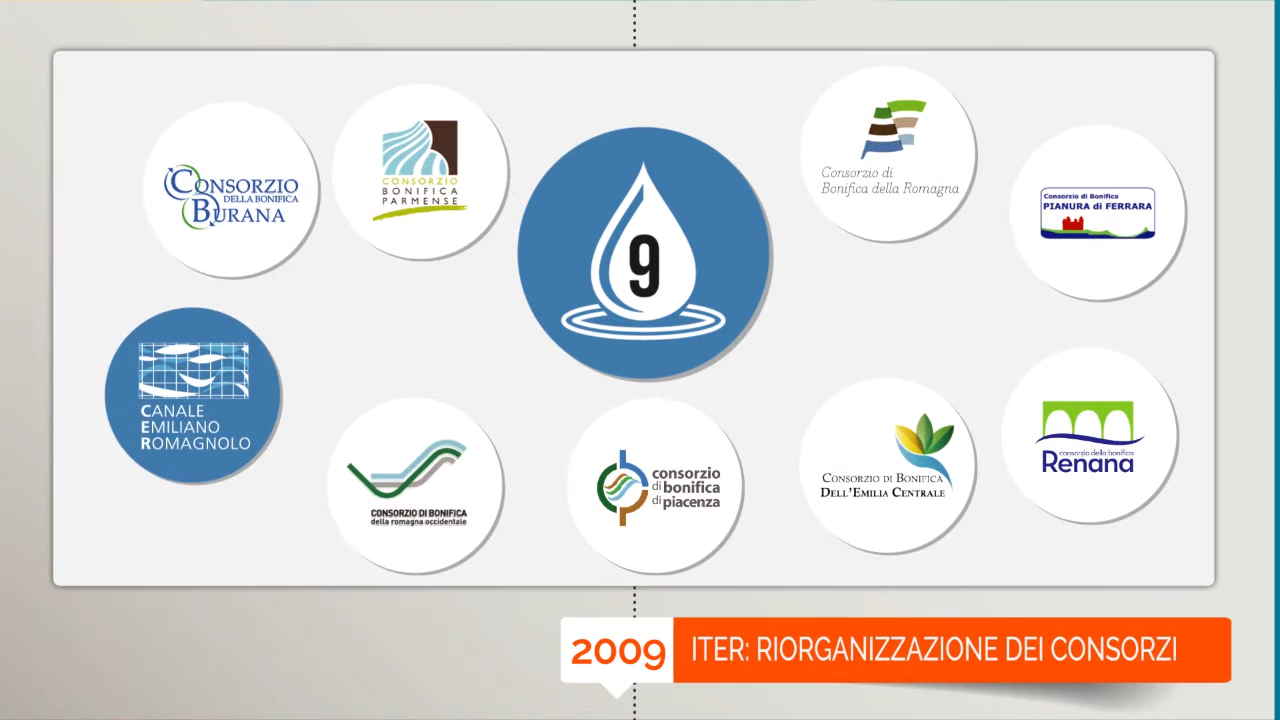 CONSORZIO
DELLA BONIFICA
BURANA
CONSORZIO
BONIFICA
PARMENSE
9
Consorzio di
Bonifica della Romagna
Consorzio di Bonifica
PIANURA di FERRARA
CANALE
EMILIANO
ROMAGNOLO
CONSORZIO DI BONIFICA
della romagna occidentale
consorzio
di bonifica
di piacenza
CONSORZIO DI BONIFICA
DELL'EMILIA CENTRALE
consorzio della bonifica
Renana
2009 ITER: RIORGANIZZAZIONE DEI CONSORZI